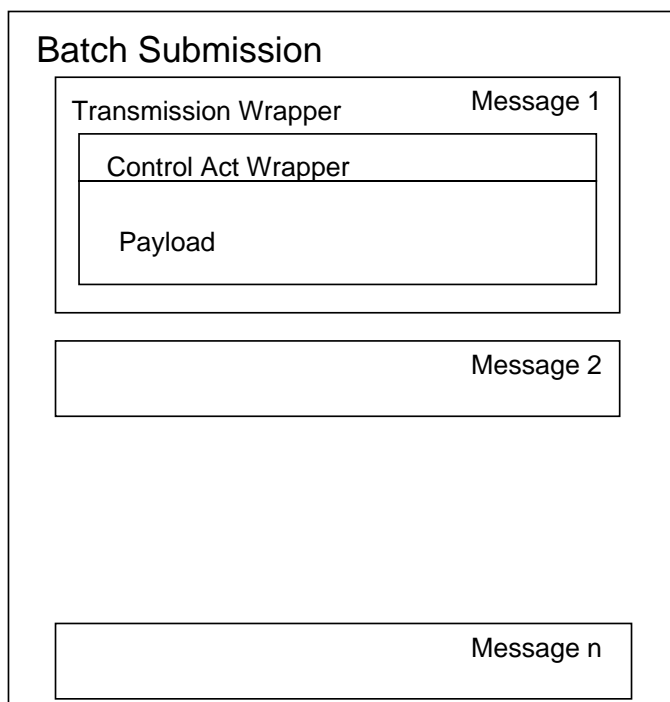 Batch Submission
Transmission Wrapper
Message 1
Control Act Wrapper
Payload
Message 2
Message n